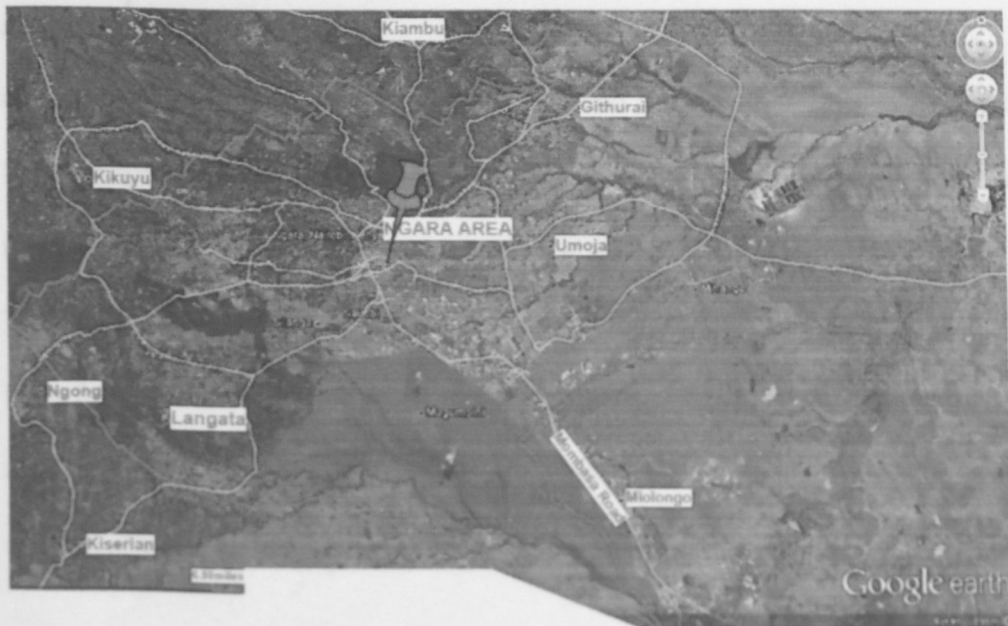 Kiambu
Githurai
Kikuyu
NGARA AREA
Umoja
Ngong
Langata
Mombasa Road
Mlolongo
Kiserian
Google earth